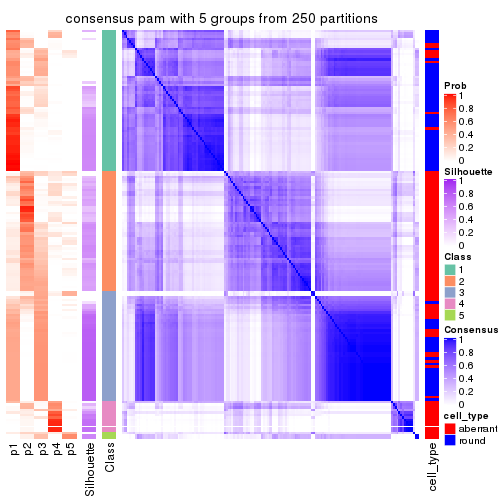 consensus pam with 5 groups from 250 partitions
Prob
1
0.8
0.6
0.4
0.2
0
Silhouette
1
0.8
0.6
0.4
0.2
0
Class
1
2
3
4
5
Consensus
1
0.8
0.6
0.4
0.2
0
cell_type
aberrant
round
p1
p2
p3
p4
p5
Silhouette
Class
cell_type